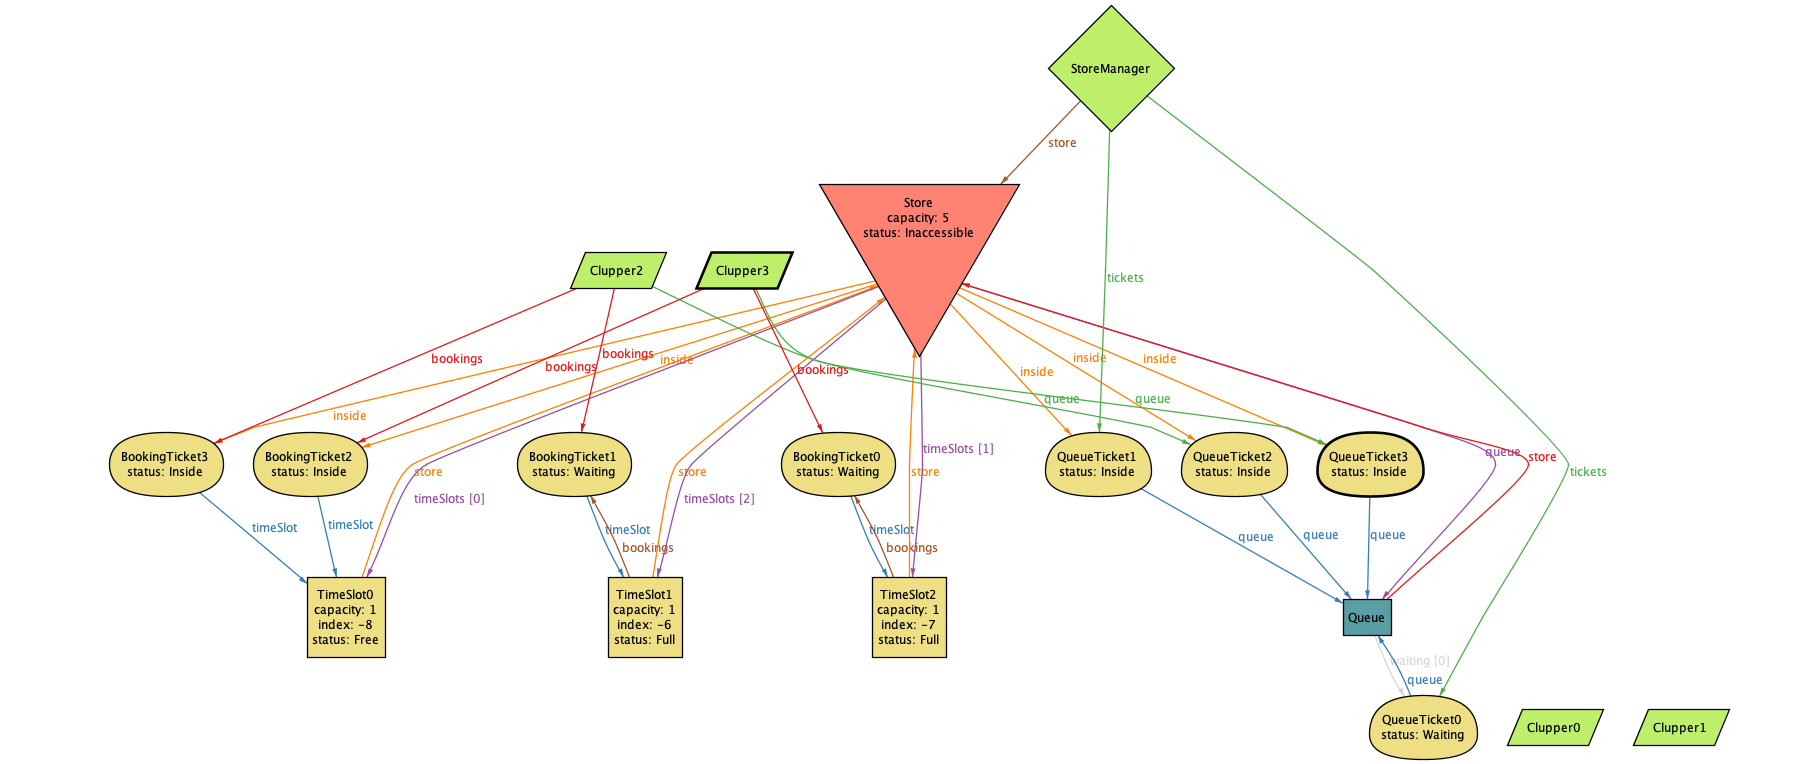 StoreManager
store
Store
capacity: 5
status: Inaccessible
Clupper2
Clupper3
tickets
bookings
bookings
inside
bookings
bookings
inside
inside
inside
inside
queue
queue
BookingTicket3
status: Inside
BookingTicket2
status: Inside
BookingTicket1
status: Waiting
BookingTicket0
status: Waiting
timeSlots [1]
QueueTicket1
status: Inside
QueueTicket2
status: Inside
QueueTicket3
status: Inside
queue
store
tickets
store
store
store
timeSlots [0]
timeSlots [2]
timeSlot
timeSlot
timeSlot
bookings
timeSlot
bookings
queue
queue
queue
TimeSlot0
capacity: 1
index: -8
status: Free
TimeSlot1
capacity: 1
index: -6
status: Full
TimeSlot2
capacity: 1
index: -7
status: Full
Queue
waiting [0]
queue
QueueTicket0
status: Waiting
Clupper0
Clupper1